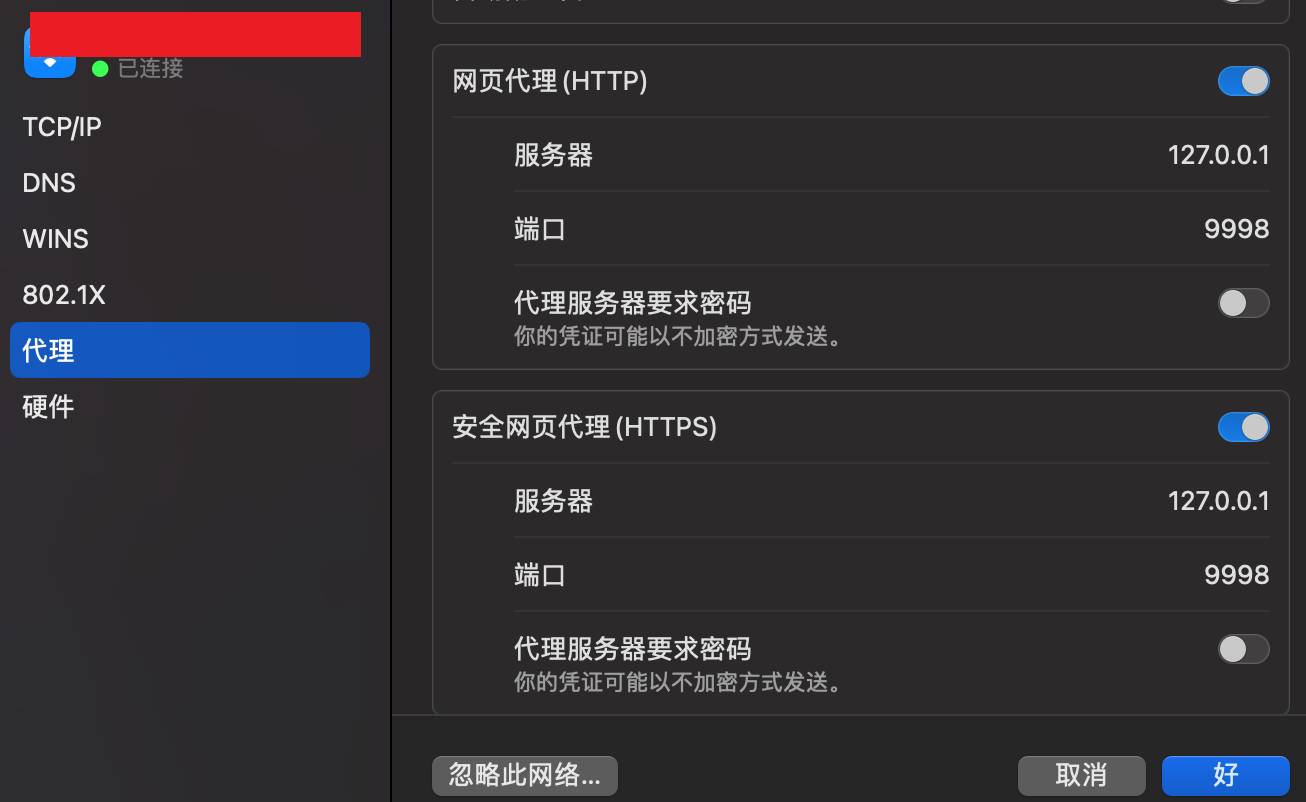 已连接
TCP/IP
DNS
WINS
802.1X
代理
硬件
网页代理(HTTP)
服务器 127.0.0.1
端口 9998
代理服务器要求密码
你的凭证可能以不加密方式发送。
安全网页代理(HTTPS)
服务器 127.0.0.1
端口 9998
代理服务器要求密码
你的凭证可能以不加密方式发送。
忽略此网络...
取消
好